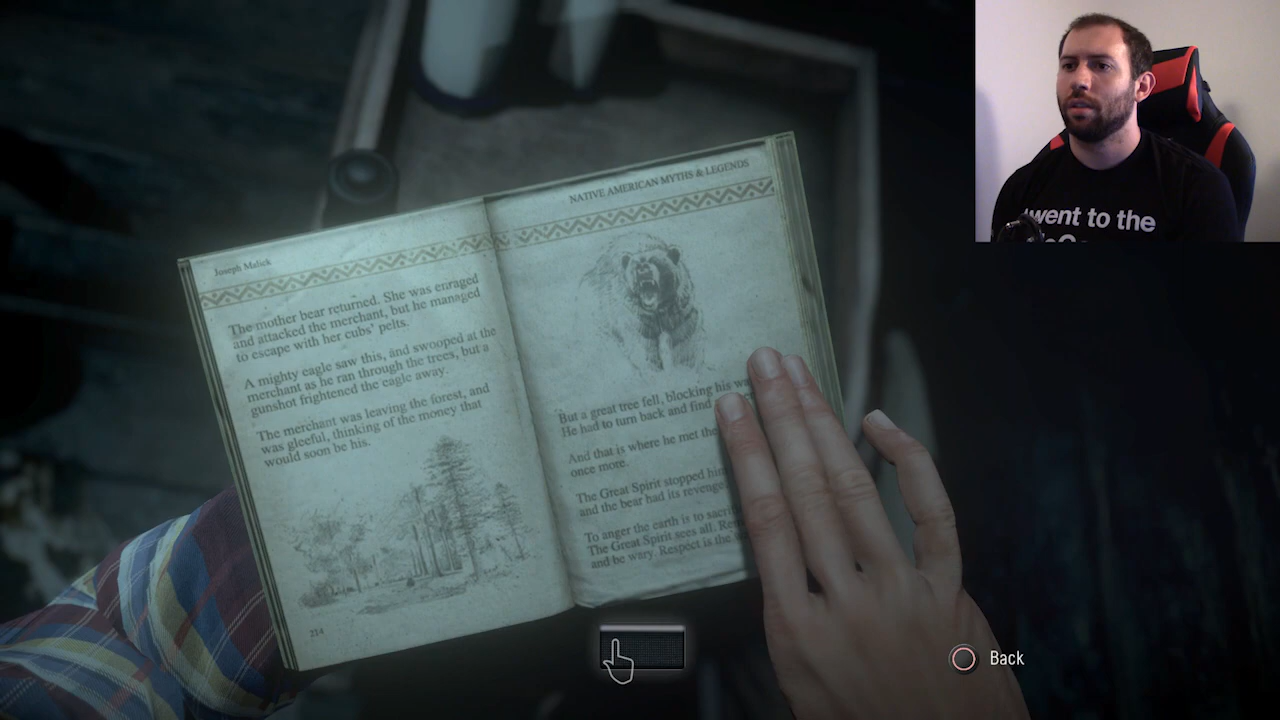 Joseph Malick
The mother bear returned. She was enraged
and attacked the merchant, but he managed
to escape with her cubs' pelts.
A mighty eagle saw this, and swooped at the
merchant as he ran through the trees, but a
gunshot frightened the eagle away.
The merchant was leaving the forest, and
was gleeful, thinking of the money that
would soon be his.
214
NATIVE AMERICAN MYTHS & LEGENDS
But a great tree fell, blocking his
He had to turn back and find
And that is where he met the
once more.
The Great Spirit stopped
and the bear had its revenge.
To anger the earth is to
The Great Spirit sees all.
and be wary. Respect is the
Back
went to the